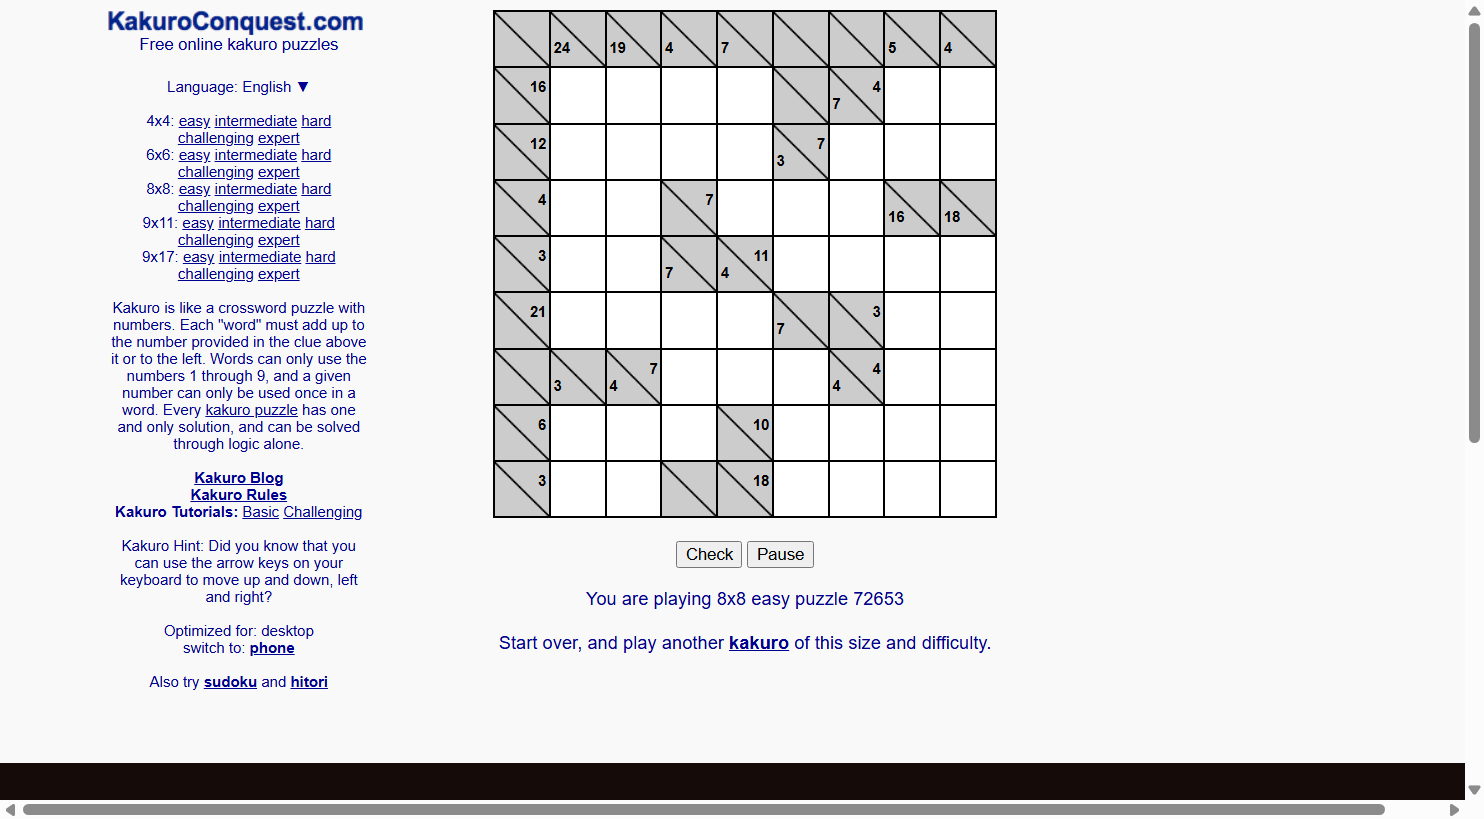 KakuroConquest.com
Free online kakuro puzzles
Language: English ▼
4x4: easy intermediate hard
challenging expert
6x6: easy intermediate hard
challenging expert
8x8: easy intermediate hard
challenging expert
9x11: easy intermediate hard
challenging expert
9x17: easy intermediate hard
challenging expert
Kakuro is like a crossword puzzle with
numbers. Each "word" must add up to
the number provided in the clue above
it or to the left. Words can only use the
numbers 1 through 9, and a given
number can only be used once in a
word. Every kakuro puzzle has one
and only solution, and can be solved
through logic alone.
Kakuro Blog
Kakuro Rules
Kakuro Tutorials: Basic Challenging
Kakuro Hint: Did you know that you
can use the arrow keys on your
keyboard to move up and down, left
and right?
Optimized for: desktop
switch to: phone
Also try sudoku and hitori
24 19 4 7 5 4
16 7 4
12 3 7
4 7 16 18
3 7 4 11
21 7 3
3 4 7 4 4
6 10
3 18
Check Pause
You are playing 8x8 easy puzzle 72653
Start over, and play another kakuro of this size and difficulty.